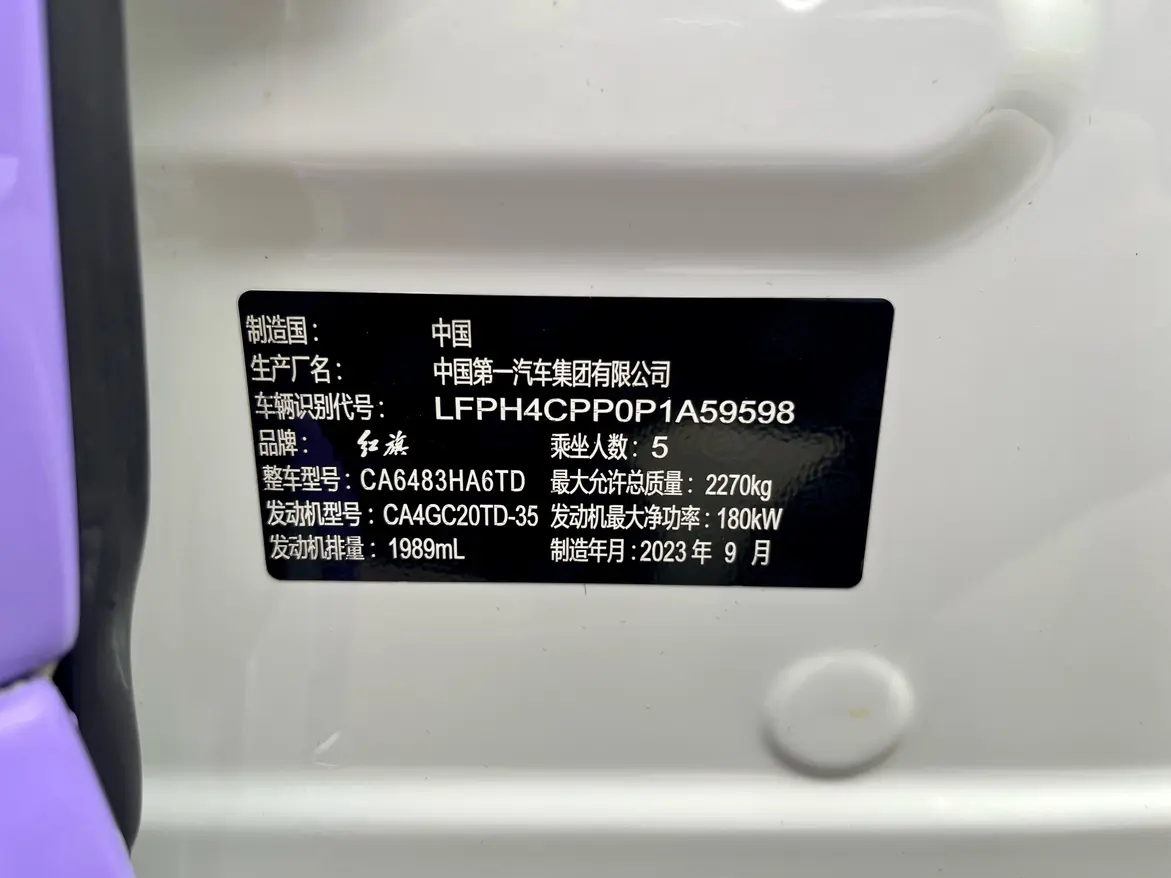 制造国： 中国
生产厂名： 中国第一汽车集团有限公司
车辆识别代号： LFPH4CPP0P1A59598
品牌： 红旗 乘坐人数：5
整车型号：CA6483HA6TD 最大允许总质量：2270kg
发动机型号：CA4GC20TD-35 发动机最大净功率：180kW
发动机排量：1989mL 制造年月：2023 年 9 月